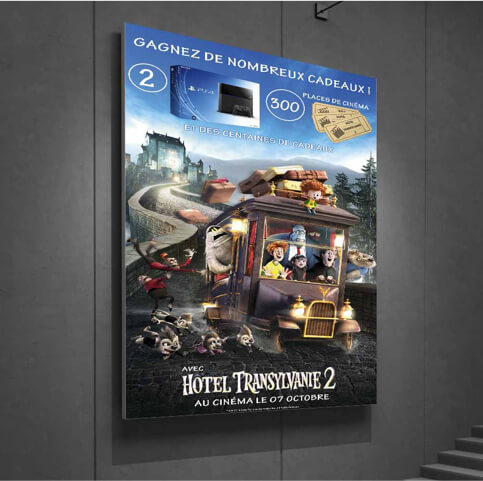 GAGNEZ DE NOMBREUX CADEAUX !
2
PS4
300
PLACES DE CINÉMA
ET DES CENTAINES DE CADEAUX
AVEC
HOTEL TRANSYLVANIE 2
AU CINÉMA LE 07 OCTOBRE